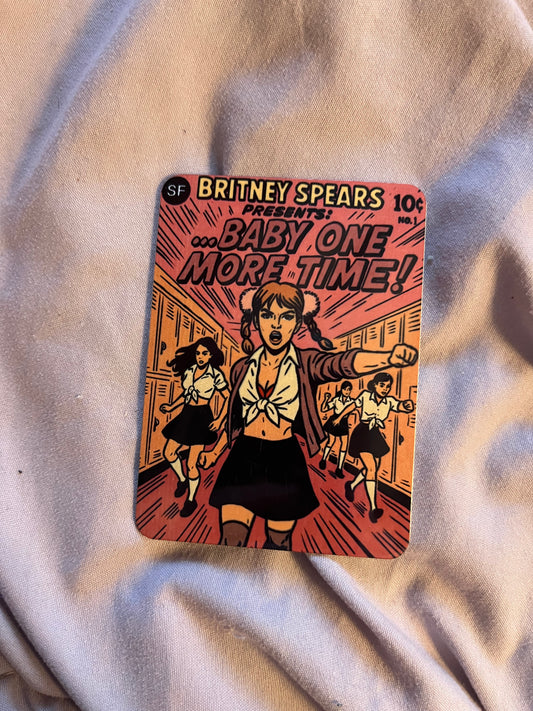 SF
BRITNEY SPEARS
10¢
PRESENTS:
NO.1
...BABY ONE
MORE TIME!